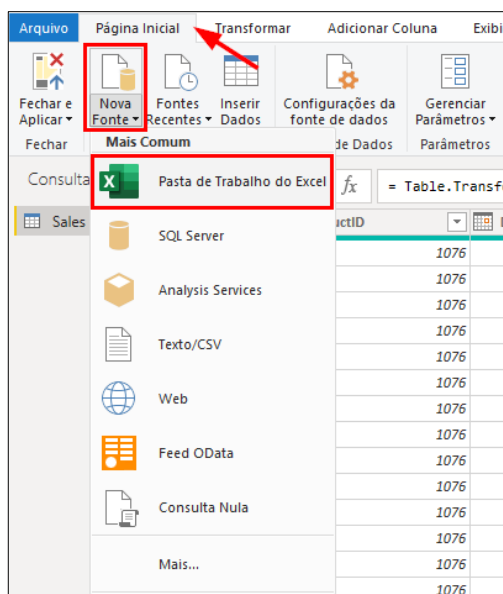 Arquivo Página Inicial Transformar Adicionar Coluna Exibi
Fechar e Aplicar
Nova Fonte
Fontes Recentes
Inserir Dados
Configurações da fonte de dados
Gerenciar Parâmetros
Fechar
de Dados
Parâmetros
Mais Comum
Consulta
Pasta de Trabalho do Excel
fx
= Table.Transf
Sales
uctID
SQL Server
1076
1076
Analysis Services
1076
1076
Texto/CSV
1076
1076
Web
1076
1076
Feed OData
1076
1076
Consulta Nula
1076
1076
Mais...
1076
1076